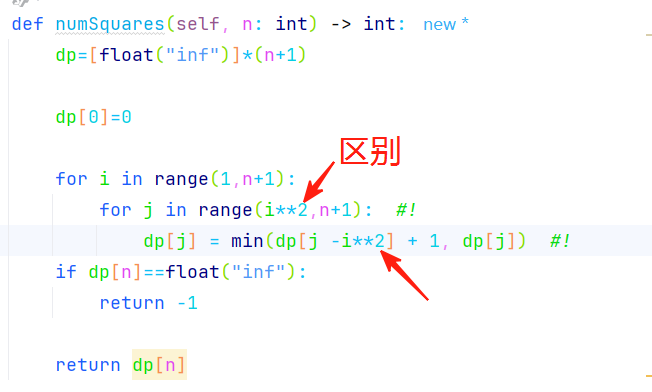 def numSquares(self, n: int) -> int: new *
dp=[float("inf")]*(n+1)
dp[0]=0
区别
for i in range(1,n+1):
for j in range(i**2,n+1): #!
dp[j] = min(dp[j -i**2] + 1, dp[j]) #!
if dp[n]==float("inf"):
return -1
return dp[n]